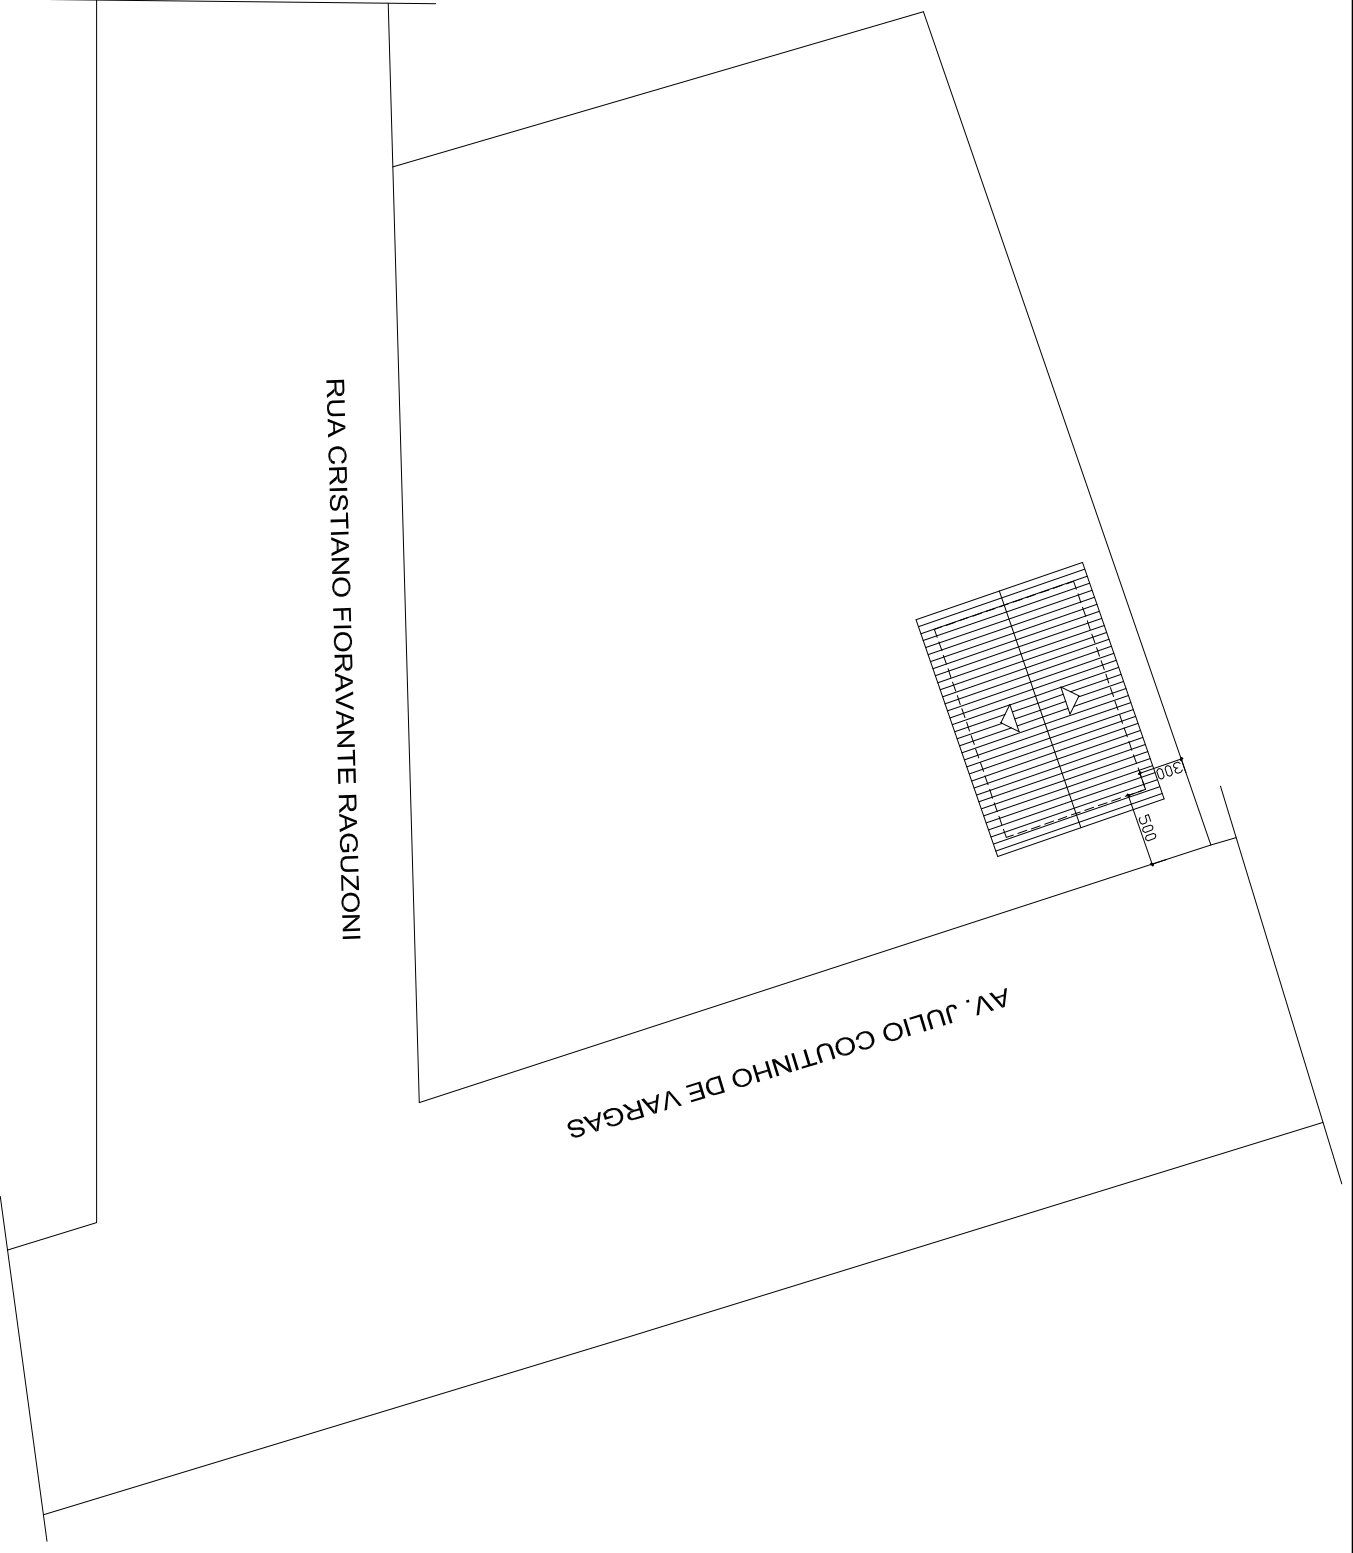 RUA CRISTIANO FIORAVANTE RAGUZONI
300
500
AV. JULIO COUTINHO DE VARGAS